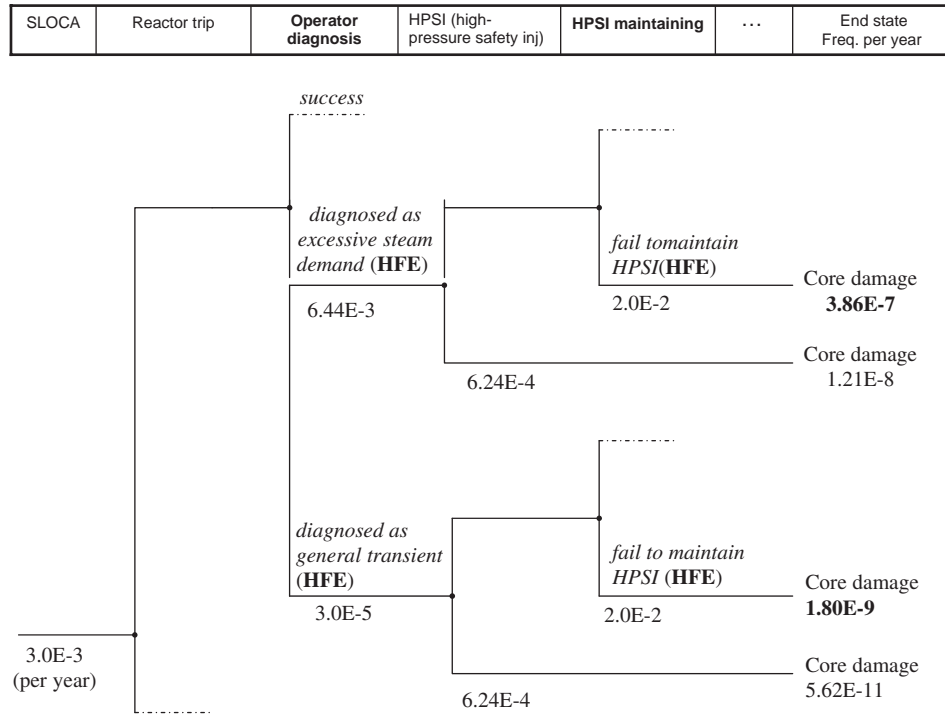 SLOCA
Reactor trip
Operator
diagnosis
HPSI (high-
pressure safety inj)
HPSI maintaining
...
End state
Freq. per year
success
diagnosed as
excessive steam
demand (HFE)
6.44E-3
fail tomaintain
HPSI(HFE)
2.0E-2
Core damage
3.86E-7
6.24E-4
Core damage
1.21E-8
diagnosed as
general transient
(HFE)
3.0E-5
fail to maintain
HPSI (HFE)
2.0E-2
Core damage
1.80E-9
3.0E-3
(per year)
6.24E-4
Core damage
5.62E-11